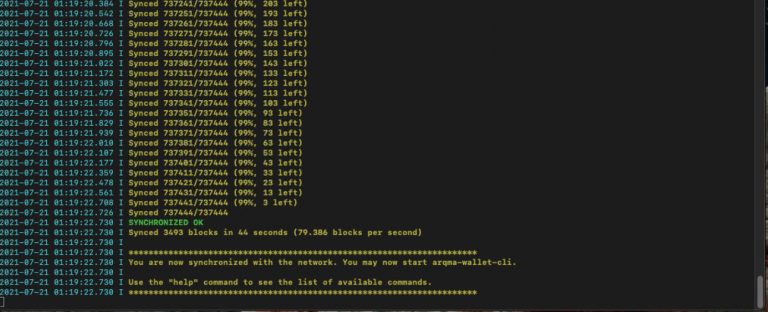 2021-07-21 01:19:20.384 I Synced 737241/737444 (99%, 203 left)
2021-07-21 01:19:20.542 I Synced 737251/737444 (99%, 193 left)
2021-07-21 01:19:20.668 I Synced 737261/737444 (99%, 183 left)
2021-07-21 01:19:20.726 I Synced 737271/737444 (99%, 173 left)
2021-07-21 01:19:20.796 I Synced 737281/737444 (99%, 163 left)
2021-07-21 01:19:20.895 I Synced 737291/737444 (99%, 153 left)
2021-07-21 01:19:21.022 I Synced 737301/737444 (99%, 143 left)
2021-07-21 01:19:21.172 I Synced 737311/737444 (99%, 133 left)
2021-07-21 01:19:21.303 I Synced 737321/737444 (99%, 123 left)
2021-07-21 01:19:21.477 I Synced 737331/737444 (99%, 113 left)
2021-07-21 01:19:21.555 I Synced 737341/737444 (99%, 103 left)
2021-07-21 01:19:21.736 I Synced 737351/737444 (99%, 93 left)
2021-07-21 01:19:21.829 I Synced 737361/737444 (99%, 83 left)
2021-07-21 01:19:21.939 I Synced 737371/737444 (99%, 73 left)
2021-07-21 01:19:22.010 I Synced 737381/737444 (99%, 63 left)
2021-07-21 01:19:22.107 I Synced 737391/737444 (99%, 53 left)
2021-07-21 01:19:22.177 I Synced 737401/737444 (99%, 43 left)
2021-07-21 01:19:22.359 I Synced 737411/737444 (99%, 33 left)
2021-07-21 01:19:22.478 I Synced 737421/737444 (99%, 23 left)
2021-07-21 01:19:22.561 I Synced 737431/737444 (99%, 13 left)
2021-07-21 01:19:22.708 I Synced 737441/737444 (99%, 3 left)
2021-07-21 01:19:22.726 I Synced 737444/737444
2021-07-21 01:19:22.730 I SYNCHRONIZED OK
2021-07-21 01:19:22.730 I Synced 3493 blocks in 44 seconds (79.386 blocks per second)
2021-07-21 01:19:22.730 I
2021-07-21 01:19:22.730 I **********************************************************************
2021-07-21 01:19:22.730 I You are now synchronized with the network. You may now start arqma-wallet-cli.
2021-07-21 01:19:22.730 I
2021-07-21 01:19:22.730 I Use the "help" command to see the list of available commands.
2021-07-21 01:19:22.730 I **********************************************************************